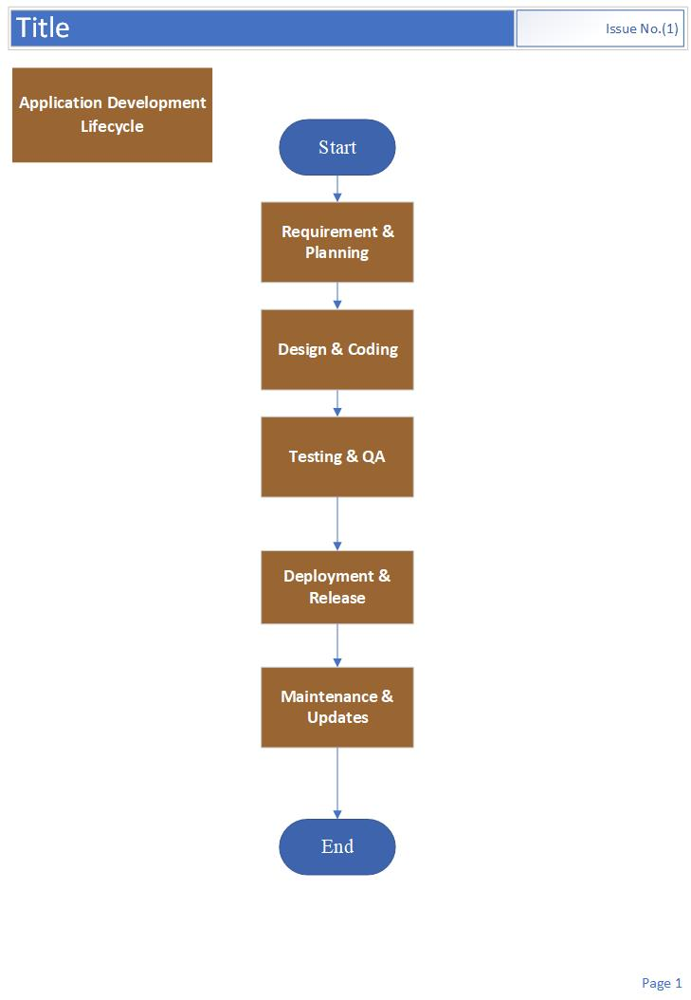 Title
Issue No.(1)
Application Development
Lifecycle
Start
Requirement &
Planning
Design & Coding
Testing & QA
Deployment &
Release
Maintenance &
Updates
End
Page 1